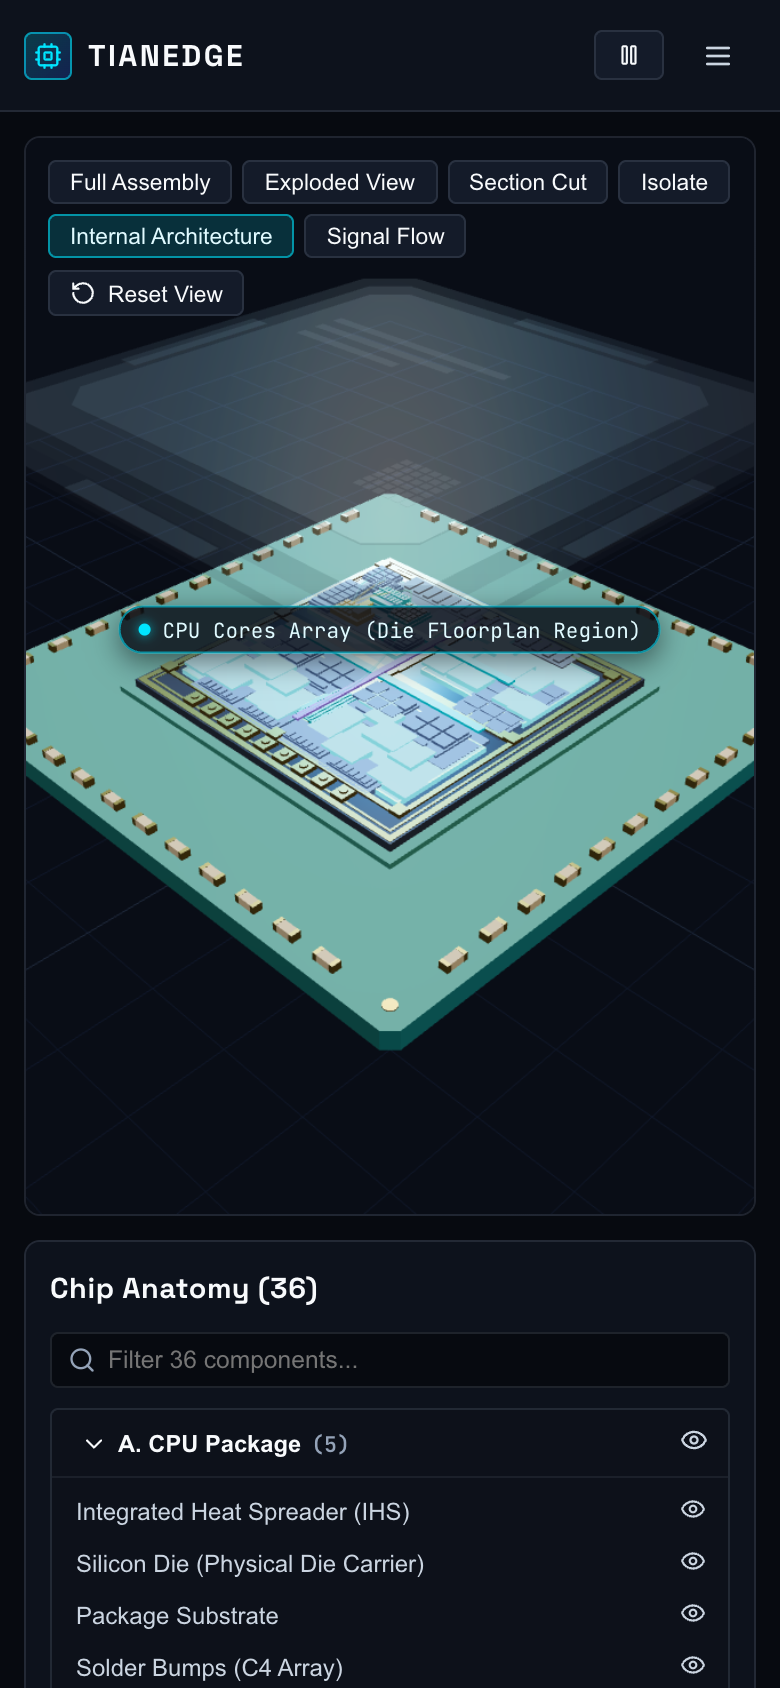 TIANEDGE
Full Assembly
Exploded View
Section Cut
Isolate
Internal Architecture
Signal Flow
Reset View
CPU Cores Array (Die Floorplan Region)
Chip Anatomy (36)
Filter 36 components...
A. CPU Package (5)
Integrated Heat Spreader (IHS)
Silicon Die (Physical Die Carrier)
Package Substrate
Solder Bumps (C4 Array)